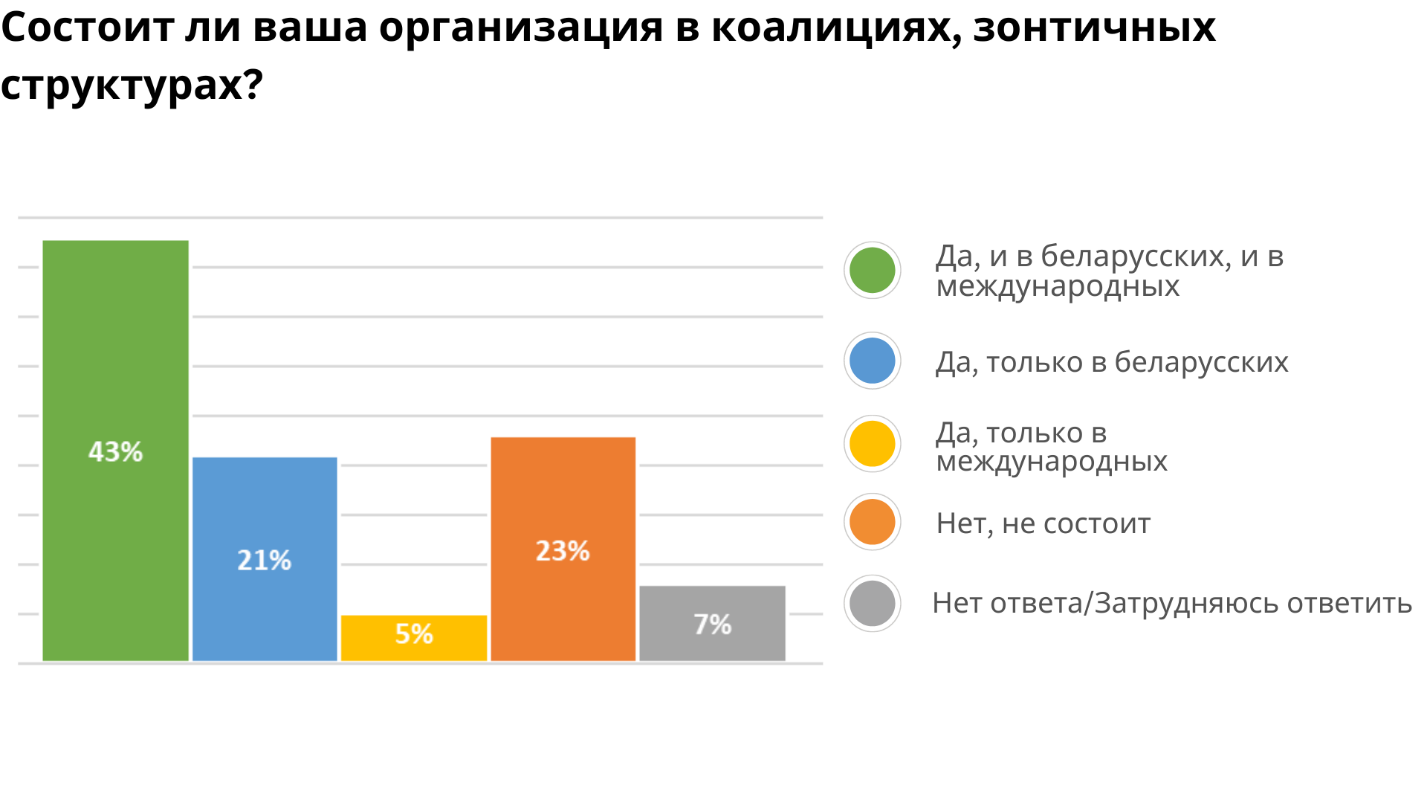 Состоит ли ваша организация в коалициях, зонтичных
структурах?
43%
21%
5%
23%
7%
Да, и в беларусских, и в
международных
Да, только в беларусских
Да, только в
международных
Нет, не состоит
Нет ответа/Затрудняюсь ответить